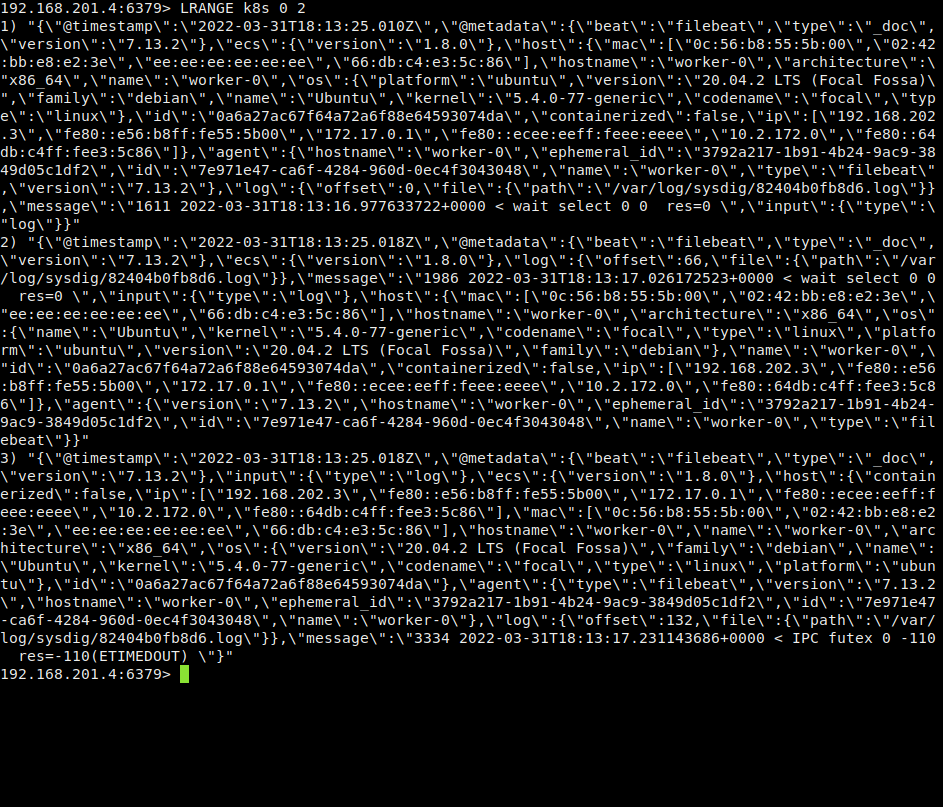 192.168.201.4:6379> LRANGE k8s 0 2
1) "{\"@timestamp\":\"2022-03-31T18:13:25.010Z\",\"@metadata\":{\"beat\":\"filebeat\",\"type\":\"_doc\",
\"version\":\"7.13.2\"},\"ecs\":{\"version\":\"1.8.0\"},\"host\":{\"mac\":[\"0c:56:b8:55:5b:00\",\"02:42
:bb:e8:e2:3e\",\"ee:ee:ee:ee:ee:ee\",\"66:db:c4:e3:5c:86\"],\"hostname\":\"worker-0\",\"architecture\":\
"x86_64\",\"name\":\"worker-0\",\"os\":{\"platform\":\"ubuntu\",\"version\":\"20.04.2 LTS (Focal Fossa)\
",\"family\":\"debian\",\"name\":\"Ubuntu\",\"kernel\":\"5.4.0-77-generic\",\"codename\":\"focal\",\"typ
e\":\"linux\"},\"id\":\"0a6a27ac67f64a72a6f88e64593074da\",\"containerized\":false,\"ip\":[\"192.168.202
.3\",\"fe80::e56:b8ff:fe55:5b00\",\"172.17.0.1\",\"fe80::ecee:eeff:feee:eeee\",\"10.2.172.0\",\"fe80::64
db:c4ff:fee3:5c86\"]},\"agent\":{\"hostname\":\"worker-0\",\"ephemeral_id\":\"3792a217-1b91-4b24-9ac9-38
49d05c1df2\",\"id\":\"7e971e47-ca6f-4284-960d-0ec4f3043048\",\"name\":\"worker-0\",\"type\":\"filebeat\"
,\"version\":\"7.13.2\"},\"log\":{\"offset\":0,\"file\":{\"path\":\"/var/log/sysdig/82404b0fb8d6.log\"}}
,\"message\":\"1611 2022-03-31T18:13:16.977633722+0000 < wait select 0 0  res=0 \",\"input\":{\"type\":\
"log\"}}"
2) "{\"@timestamp\":\"2022-03-31T18:13:25.018Z\",\"@metadata\":{\"beat\":\"filebeat\",\"type\":\"_doc\",
\"version\":\"7.13.2\"},\"ecs\":{\"version\":\"1.8.0\"},\"log\":{\"offset\":66,\"file\":{\"path\":\"/var
/log/sysdig/82404b0fb8d6.log\"}},\"message\":\"1986 2022-03-31T18:13:17.026172523+0000 < wait select 0 0
  res=0 \",\"input\":{\"type\":\"log\"},\"host\":{\"mac\":[\"0c:56:b8:55:5b:00\",\"02:42:bb:e8:e2:3e\",\
"ee:ee:ee:ee:ee:ee\",\"66:db:c4:e3:5c:86\"],\"hostname\":\"worker-0\",\"architecture\":\"x86_64\",\"os\"
:{\"name\":\"Ubuntu\",\"kernel\":\"5.4.0-77-generic\",\"codename\":\"focal\",\"type\":\"linux\",\"platfo
rm\":\"ubuntu\",\"version\":\"20.04.2 LTS (Focal Fossa)\",\"family\":\"debian\"},\"name\":\"worker-0\",\
"id\":\"0a6a27ac67f64a72a6f88e64593074da\",\"containerized\":false,\"ip\":[\"192.168.202.3\",\"fe80::e56
:b8ff:fe55:5b00\",\"172.17.0.1\",\"fe80::ecee:eeff:feee:eeee\",\"10.2.172.0\",\"fe80::64db:c4ff:fee3:5c8
6\"]},\"agent\":{\"version\":\"7.13.2\",\"hostname\":\"worker-0\",\"ephemeral_id\":\"3792a217-1b91-4b24-
9ac9-3849d05c1df2\",\"id\":\"7e971e47-ca6f-4284-960d-0ec4f3043048\",\"name\":\"worker-0\",\"type\":\"fil
ebeat\"}}"
3) "{\"@timestamp\":\"2022-03-31T18:13:25.018Z\",\"@metadata\":{\"beat\":\"filebeat\",\"type\":\"_doc\",
\"version\":\"7.13.2\"},\"input\":{\"type\":\"log\"},\"ecs\":{\"version\":\"1.8.0\"},\"host\":{\"contain
erized\":false,\"ip\":[\"192.168.202.3\",\"fe80::e56:b8ff:fe55:5b00\",\"172.17.0.1\",\"fe80::ecee:eeff:f
eee:eeee\",\"10.2.172.0\",\"fe80::64db:c4ff:fee3:5c86\"],\"mac\":[\"0c:56:b8:55:5b:00\",\"02:42:bb:e8:e2
:3e\",\"ee:ee:ee:ee:ee:ee\",\"66:db:c4:e3:5c:86\"],\"hostname\":\"worker-0\",\"name\":\"worker-0\",\"arc
hitecture\":\"x86_64\",\"os\":{\"version\":\"20.04.2 LTS (Focal Fossa)\",\"family\":\"debian\",\"name\":
\"Ubuntu\",\"kernel\":\"5.4.0-77-generic\",\"codename\":\"focal\",\"type\":\"linux\",\"platform\":\"ubun
tu\"},\"id\":\"0a6a27ac67f64a72a6f88e64593074da\"},\"agent\":{\"type\":\"filebeat\",\"version\":\"7.13.2
\",\"hostname\":\"worker-0\",\"ephemeral_id\":\"3792a217-1b91-4b24-9ac9-3849d05c1df2\",\"id\":\"7e971e47
-ca6f-4284-960d-0ec4f3043048\",\"name\":\"worker-0\"},\"log\":{\"offset\":132,\"file\":{\"path\":\"/var/
log/sysdig/82404b0fb8d6.log\"}},\"message\":\"3334 2022-03-31T18:13:17.231143686+0000 < IPC futex 0 -110
  res=-110(ETIMEDOUT) \"}"
192.168.201.4:6379>